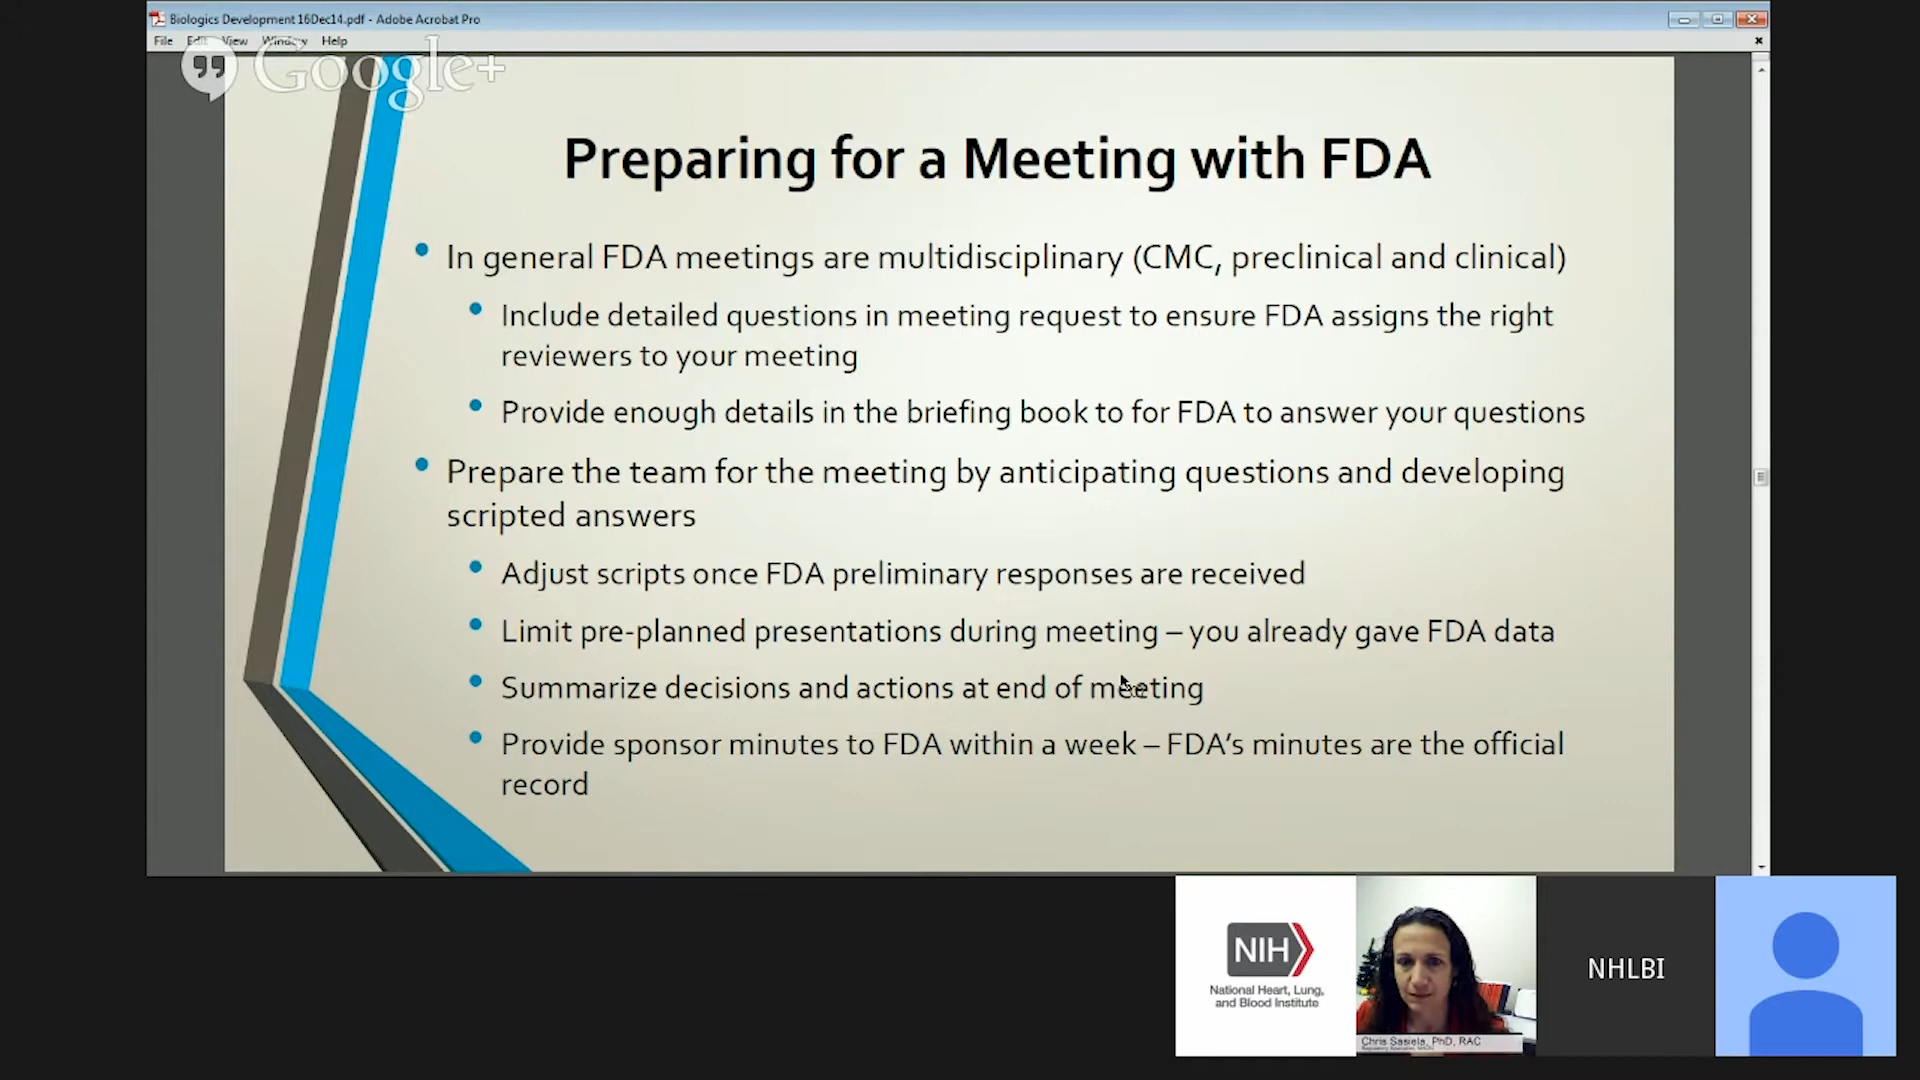 Biologics Development 16Dec14.pdf - Adobe Acrobat Pro
File Edit View Window Help
Google+
Preparing for a Meeting with FDA
In general FDA meetings are multidisciplinary (CMC, preclinical and clinical)
Include detailed questions in meeting request to ensure FDA assigns the right
reviewers to your meeting
Provide enough details in the briefing book to for FDA to answer your questions
Prepare the team for the meeting by anticipating questions and developing
scripted answers
Adjust scripts once FDA preliminary responses are received
Limit pre-planned presentations during meeting – you already gave FDA data
Summarize decisions and actions at end of meeting
Provide sponsor minutes to FDA within a week – FDA's minutes are the official
record
NIH
National Heart, Lung,
and Blood Institute
Chris Sasiela, PhD, RAC
NHLBI